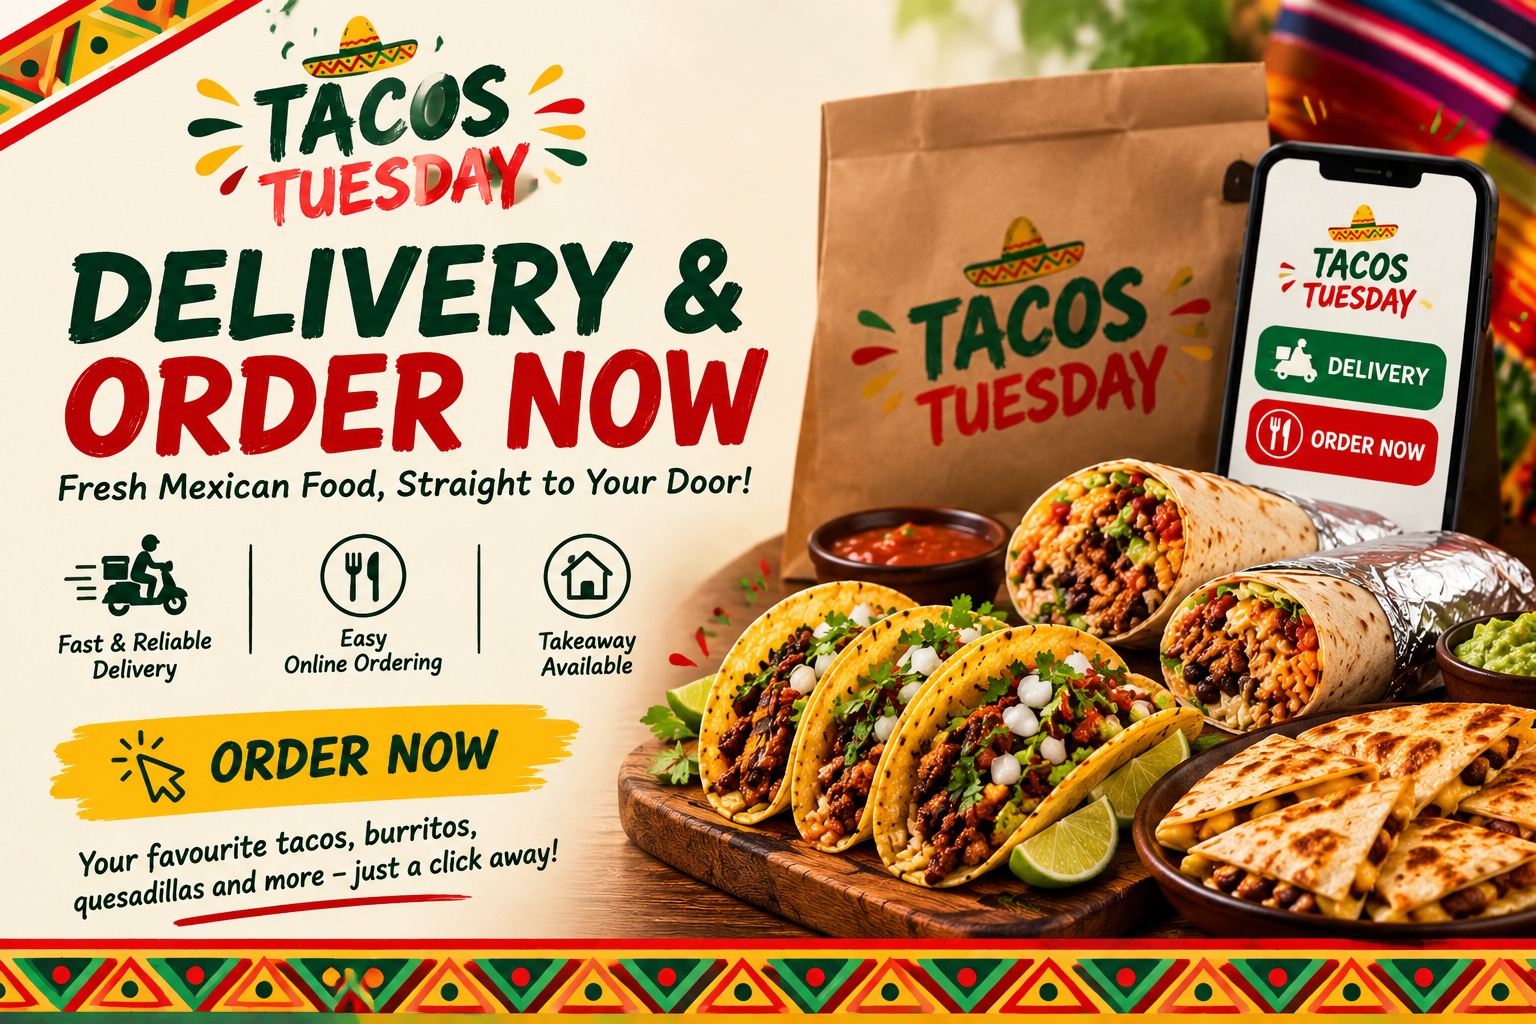 TACOS
TUESDAY
DELIVERY &
ORDER NOW
Fresh Mexican Food, Straight to Your Door!
Fast & Reliable
Delivery
Easy
Online Ordering
Takeaway
Available
ORDER NOW
Your favourite tacos, burritos,
quesadillas and more – just a click away!
TACOS
TUESDAY
TACOS
TUESDAY
DELIVERY
ORDER NOW